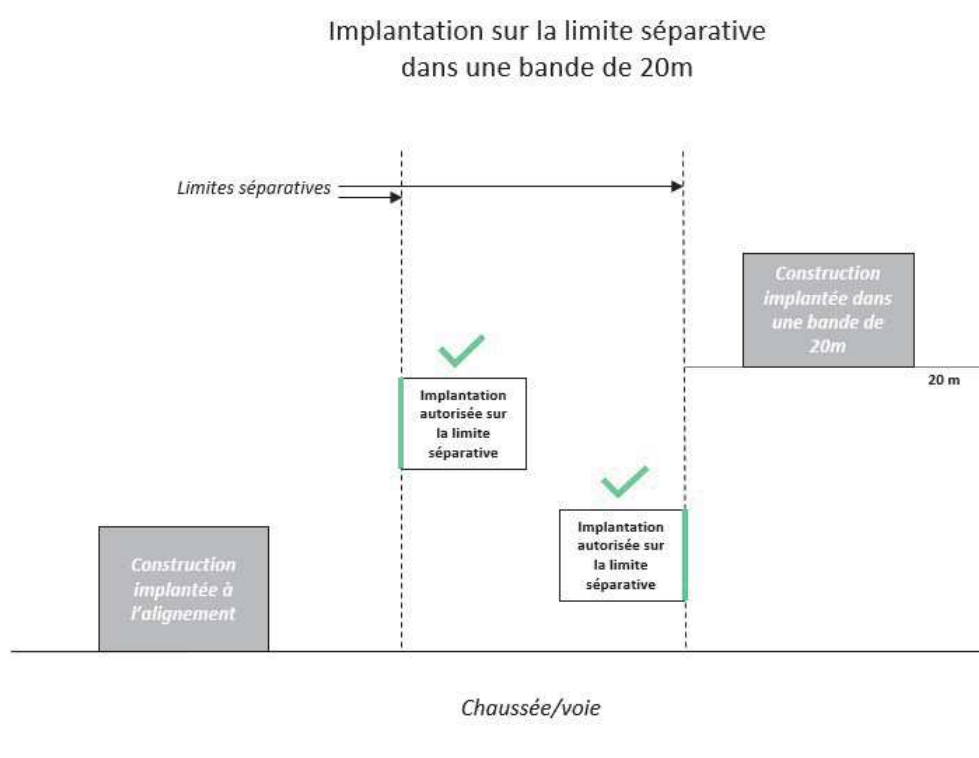 Implantation sur la limite séparative
dans une bande de 20m
Limites séparatives
Construction
implantée dans
une bande de
20m
20 m
Implantation
autorisée sur
la limite
séparative
Implantation
autorisée sur
la limite
séparative
Construction
implantée à
l'alignement
Chaussée/voie